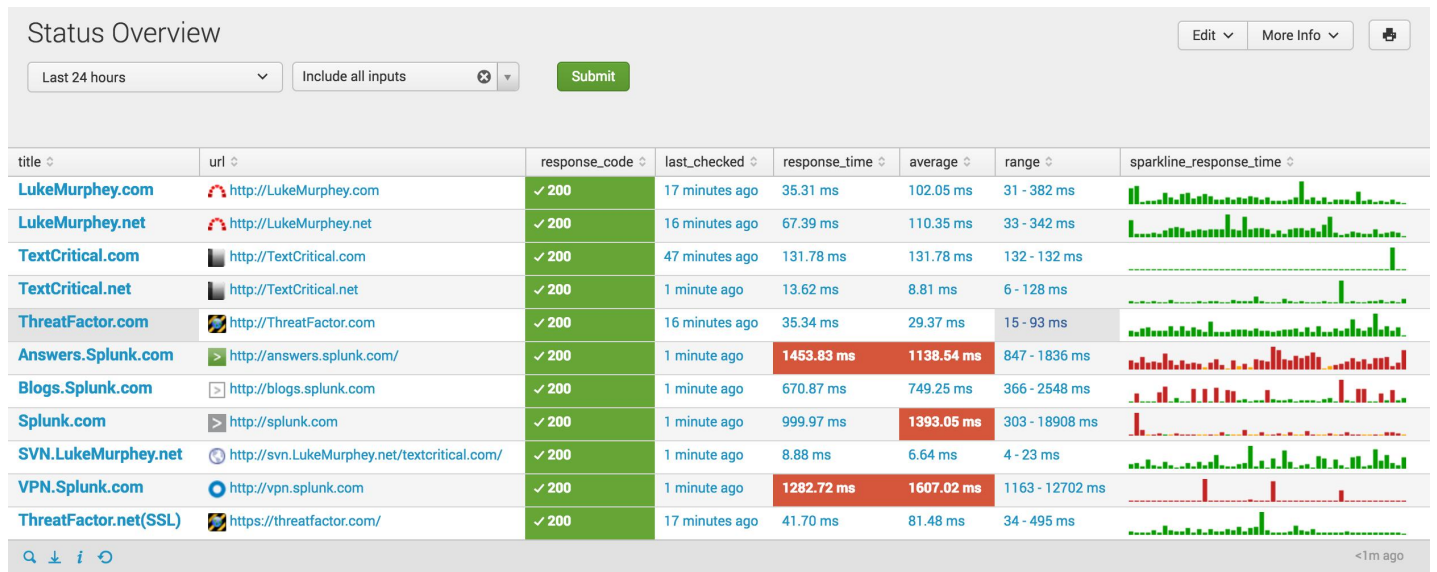 Status Overview
Edit More Info
Last 24 hours Include all inputs Submit
title url response_code last_checked response_time average range sparkline_response_time
LukeMurphey.com http://LukeMurphey.com ✓ 200 17 minutes ago 35.31 ms 102.05 ms 31 - 382 ms
LukeMurphey.net http://LukeMurphey.net ✓ 200 16 minutes ago 67.39 ms 110.35 ms 33 - 342 ms
TextCritical.com http://TextCritical.com ✓ 200 47 minutes ago 131.78 ms 131.78 ms 132 - 132 ms
TextCritical.net http://TextCritical.net ✓ 200 1 minute ago 13.62 ms 8.81 ms 6 - 128 ms
ThreatFactor.com http://ThreatFactor.com ✓ 200 16 minutes ago 35.34 ms 29.37 ms 15 - 93 ms
Answers.Splunk.com http://answers.splunk.com/ ✓ 200 1 minute ago 1453.83 ms 1138.54 ms 847 - 1836 ms
Blogs.Splunk.com http://blogs.splunk.com ✓ 200 1 minute ago 670.87 ms 749.25 ms 366 - 2548 ms
Splunk.com http://splunk.com ✓ 200 1 minute ago 999.97 ms 1393.05 ms 303 - 18908 ms
SVN.LukeMurphey.net http://svn.LukeMurphey.net/textcritical.com/ ✓ 200 1 minute ago 8.88 ms 6.64 ms 4 - 23 ms
VPN.Splunk.com http://vpn.splunk.com ✓ 200 1 minute ago 1282.72 ms 1607.02 ms 1163 - 12702 ms
ThreatFactor.net(SSL) https://threatfactor.com/ ✓ 200 17 minutes ago 41.70 ms 81.48 ms 34 - 495 ms
<1m ago